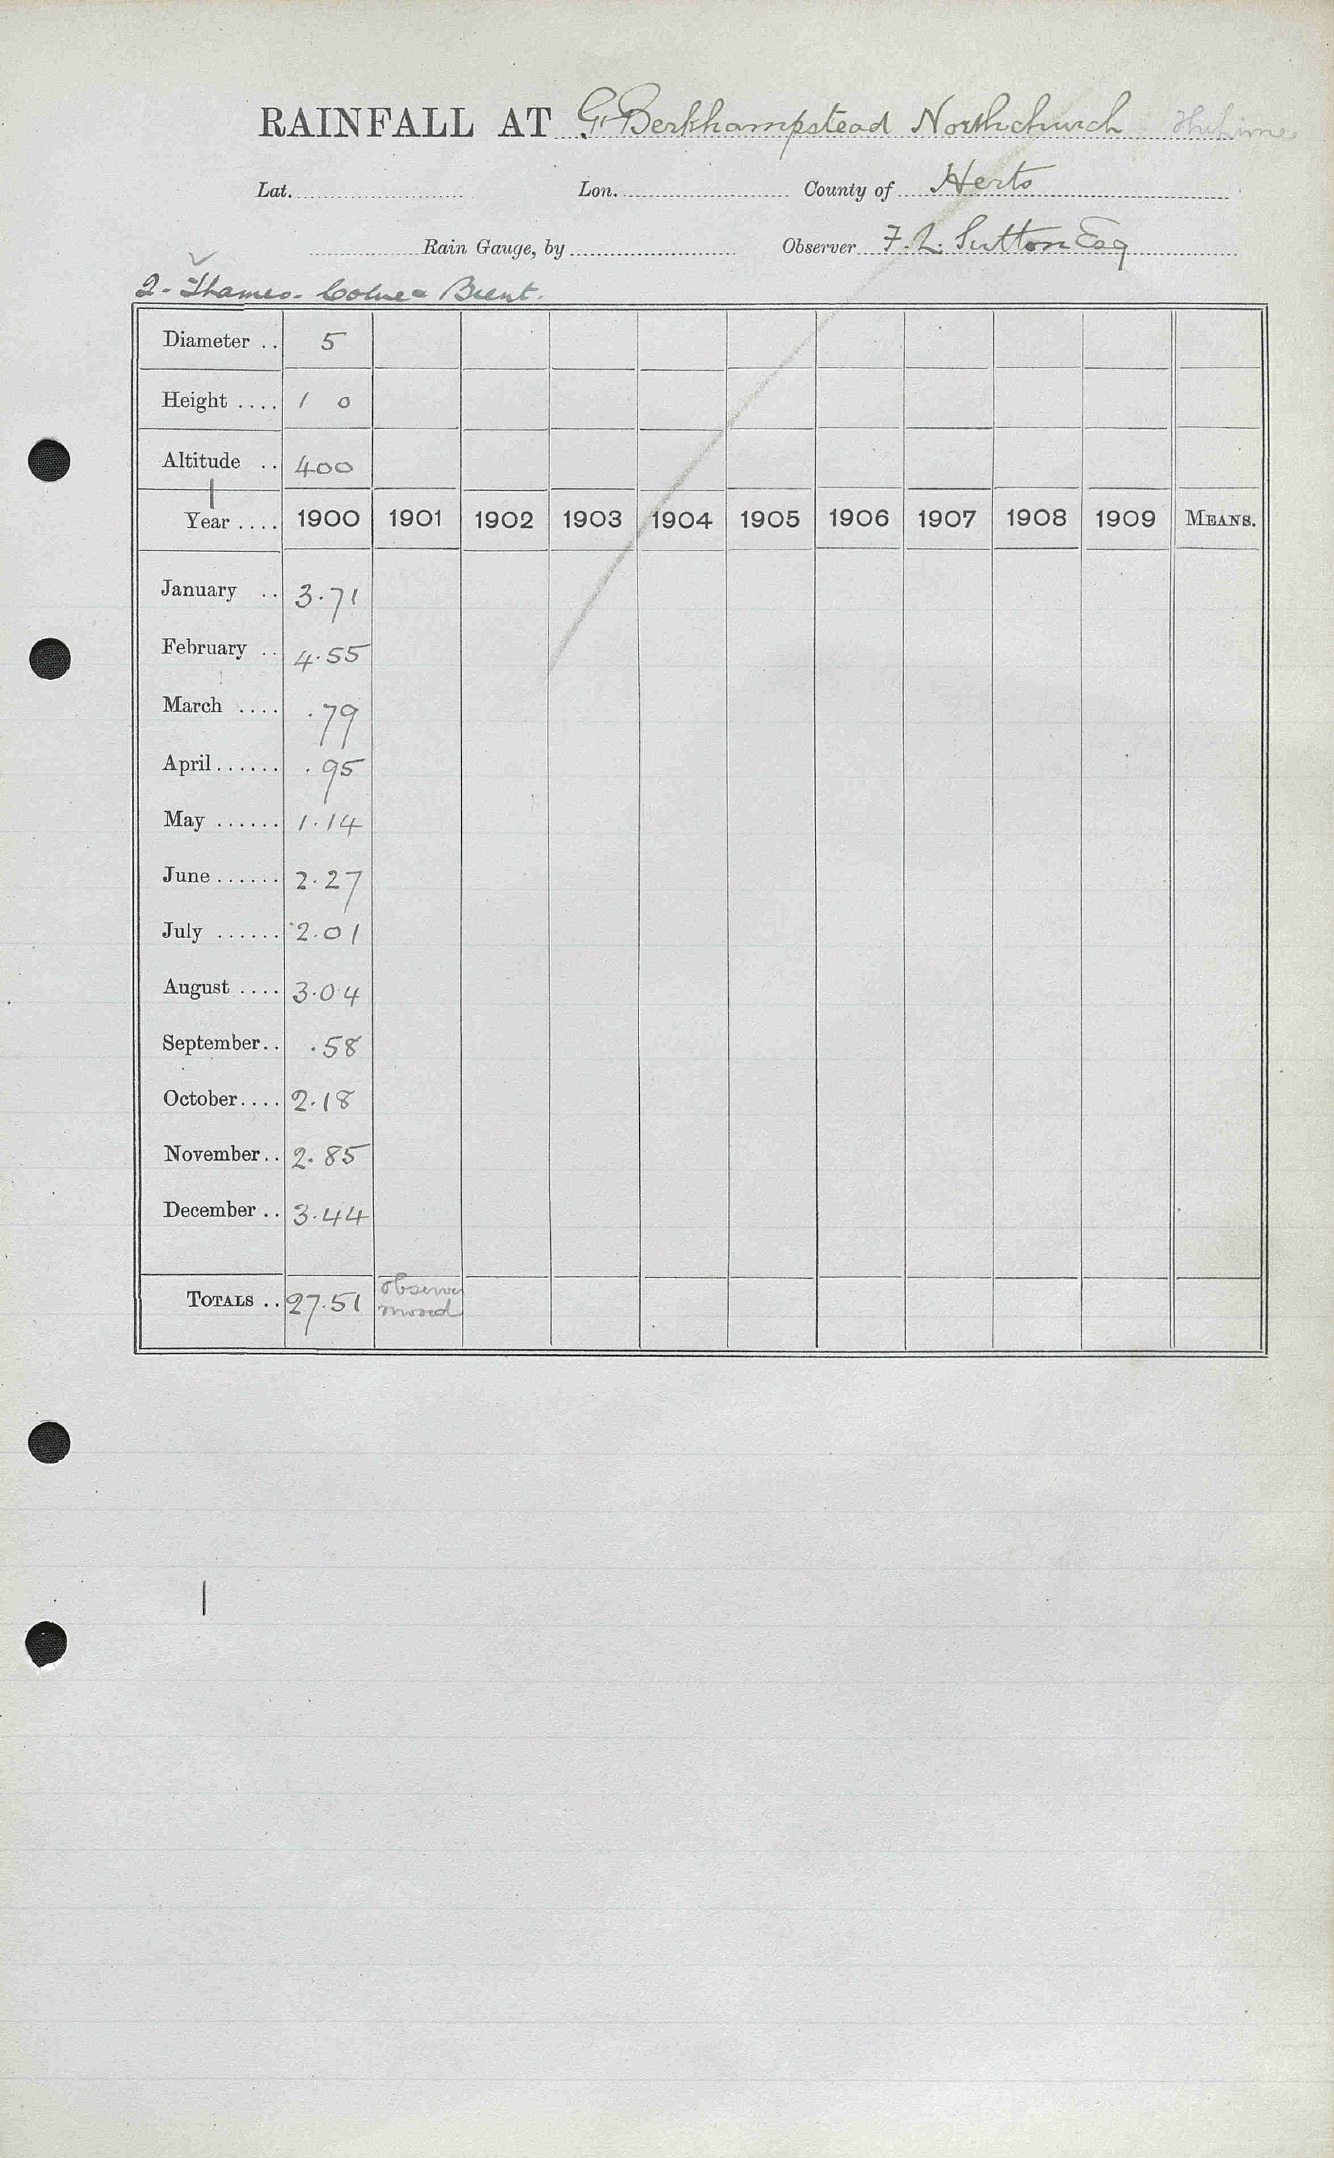 RAINFALL AT Gt Berkhampstead Northchurch
Lat. Lon. County of Herts
Rain Gauge, by Observer F. L. Sutton Esq
2 - Thames - Colne & Brent.
Diameter .. 5
Height .... 1 0
Altitude .. 400
Year .... 1900 1901 1902 1903 1904 1905 1906 1907 1908 1909 MEANS.
January .. 3.71
February .. 4.55
March .... .79
April...... .95
May ...... 1.14
June...... 2.27
July ...... 2.01
August .... 3.04
September.. .58
October.... 2.18
November.. 2.85
December .. 3.44
TOTALS .. 27.51 observer moved